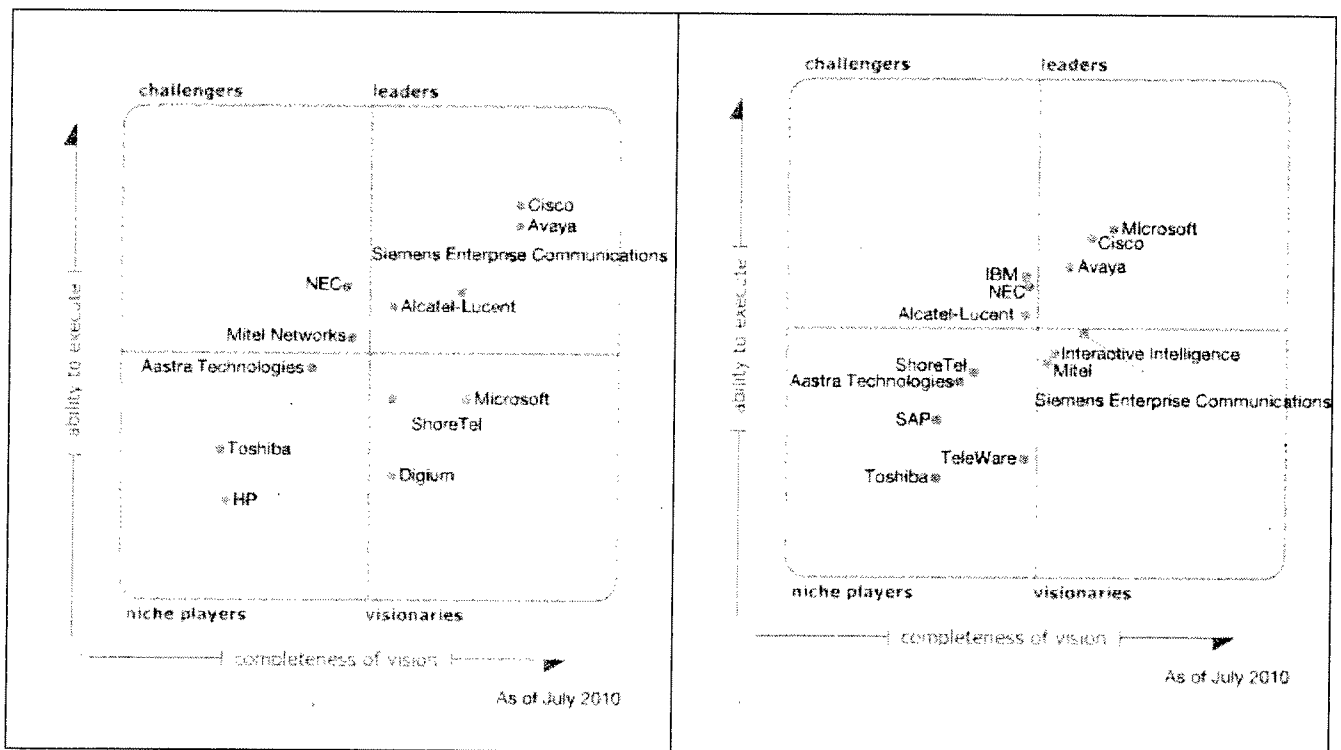 challengers
leaders
Cisco
Avaya
Siemens Enterprise Communications
NEC
Alcatel-Lucent
Mitel Networks
Aastra Technologies
Microsoft
ShoreTel
Toshiba
Digium
HP
niche players
visionaries
ability to execute
completeness of vision
As of July 2010
challengers
leaders
Microsoft
Cisco
Avaya
IBM
NEC
Alcatel-Lucent
Interactive Intelligence
ShoreTel
Mitel
Aastra Technologies
Siemens Enterprise Communications
SAP
TeleWare
Toshiba
niche players
visionaries
ability to execute
completeness of vision
As of July 2010